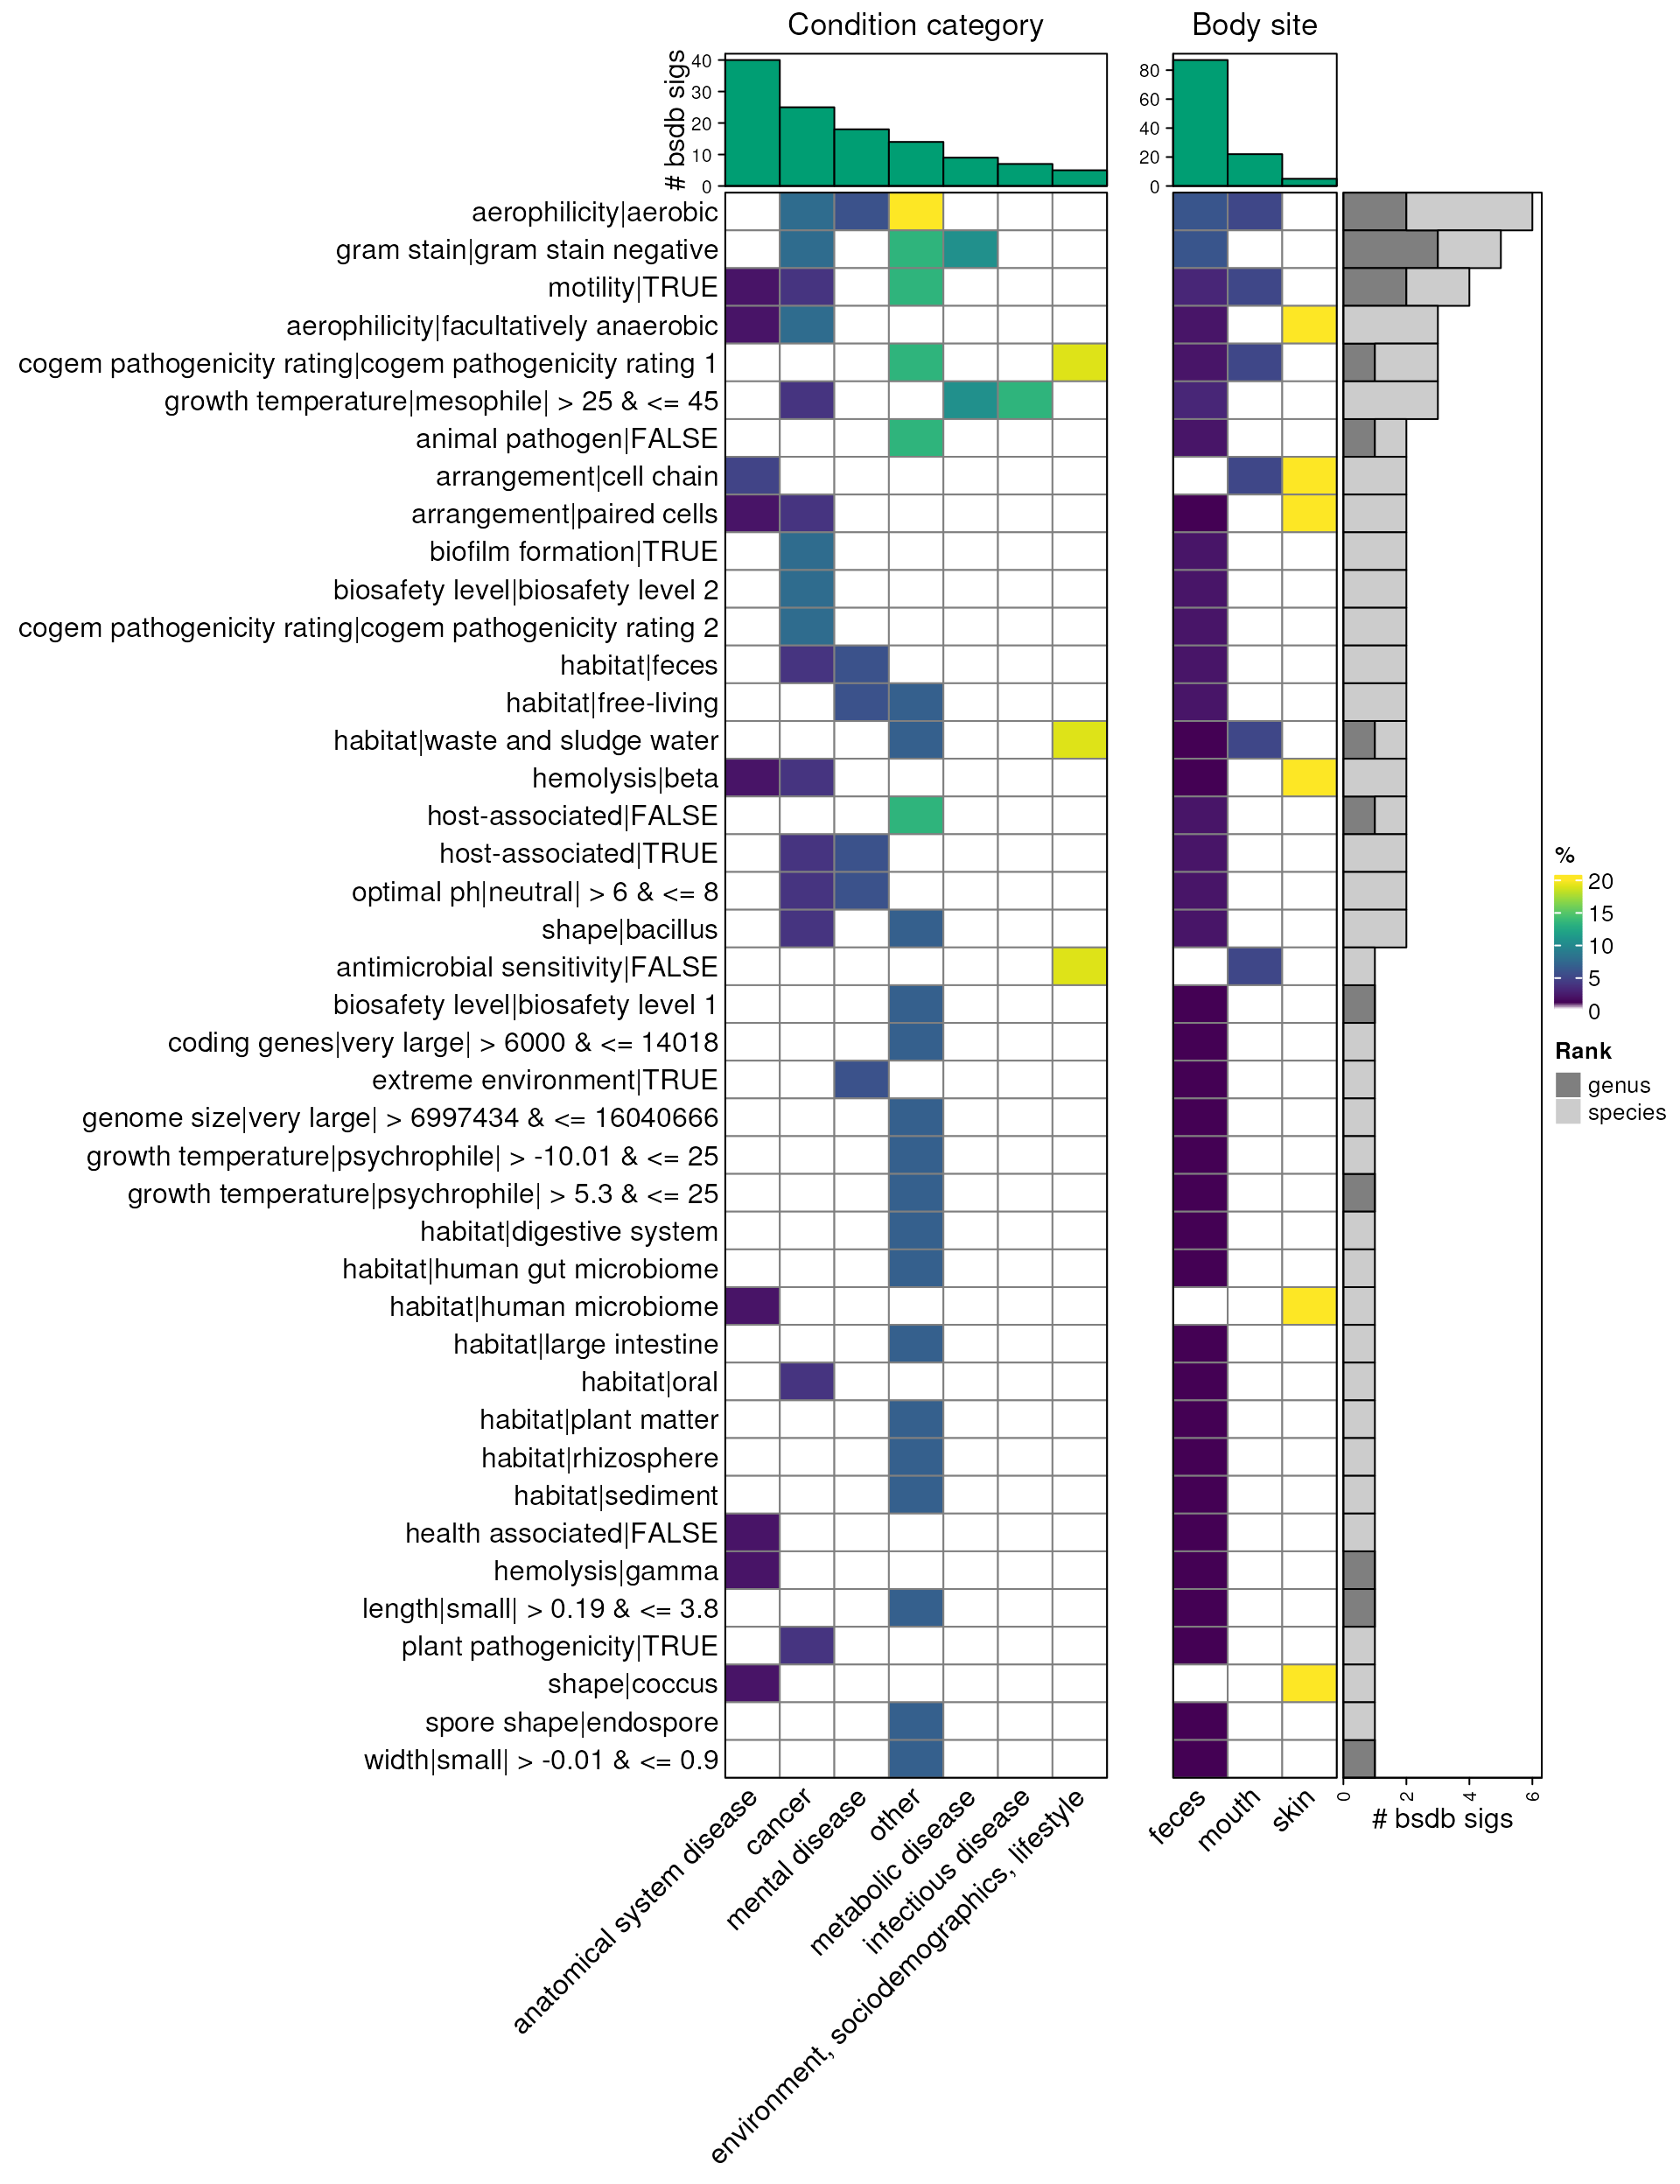 Condition category
Body site
# bsdb sigs
40
30
20
10
0
80
60
40
20
0
aerophilicity|aerobic
gram stain|gram stain negative
motility|TRUE
aerophilicity|facultatively anaerobic
cogem pathogenicity rating|cogem pathogenicity rating 1
growth temperature|mesophile| > 25 & <= 45
animal pathogen|FALSE
arrangement|cell chain
arrangement|paired cells
biofilm formation|TRUE
biosafety level|biosafety level 2
cogem pathogenicity rating|cogem pathogenicity rating 2
habitat|feces
habitat|free-living
habitat|waste and sludge water
hemolysis|beta
host-associated|FALSE
host-associated|TRUE
optimal ph|neutral| > 6 & <= 8
shape|bacillus
antimicrobial sensitivity|FALSE
biosafety level|biosafety level 1
coding genes|very large| > 6000 & <= 14018
extreme environment|TRUE
genome size|very large| > 6997434 & <= 16040666
growth temperature|psychrophile| > -10.01 & <= 25
growth temperature|psychrophile| > 5.3 & <= 25
habitat|digestive system
habitat|human gut microbiome
habitat|human microbiome
habitat|large intestine
habitat|oral
habitat|plant matter
habitat|rhizosphere
habitat|sediment
health associated|FALSE
hemolysis|gamma
length|small| > 0.19 & <= 3.8
plant pathogenicity|TRUE
shape|coccus
spore shape|endospore
width|small| > -0.01 & <= 0.9
anatomical system disease
cancer
mental disease
other
metabolic disease
infectious disease
environment, sociodemographics, lifestyle
feces
mouth
skin
0
2
4
6
# bsdb sigs
%
20
15
10
5
0
Rank
genus
species